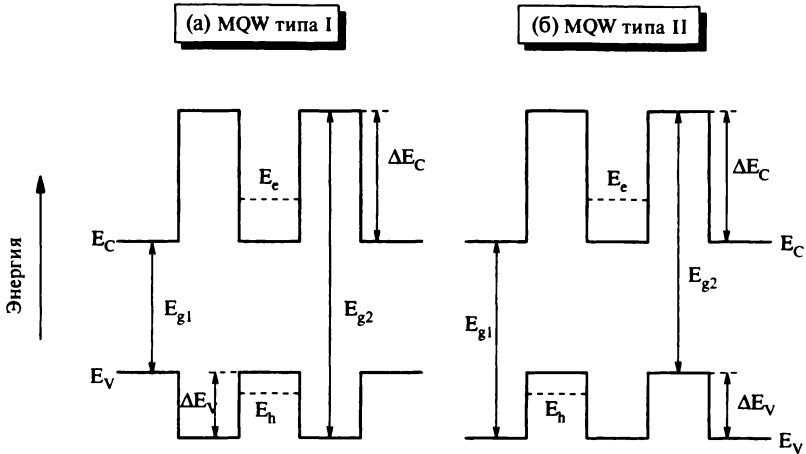 (а) MQW типа I
(б) MQW типа II
Энергия
E_C
E_V
E_g1
ΔE_V
E_e
E_h
E_g2
ΔE_C
E_g1
E_e
E_h
E_g2
ΔE_C
E_C
ΔE_V
E_V